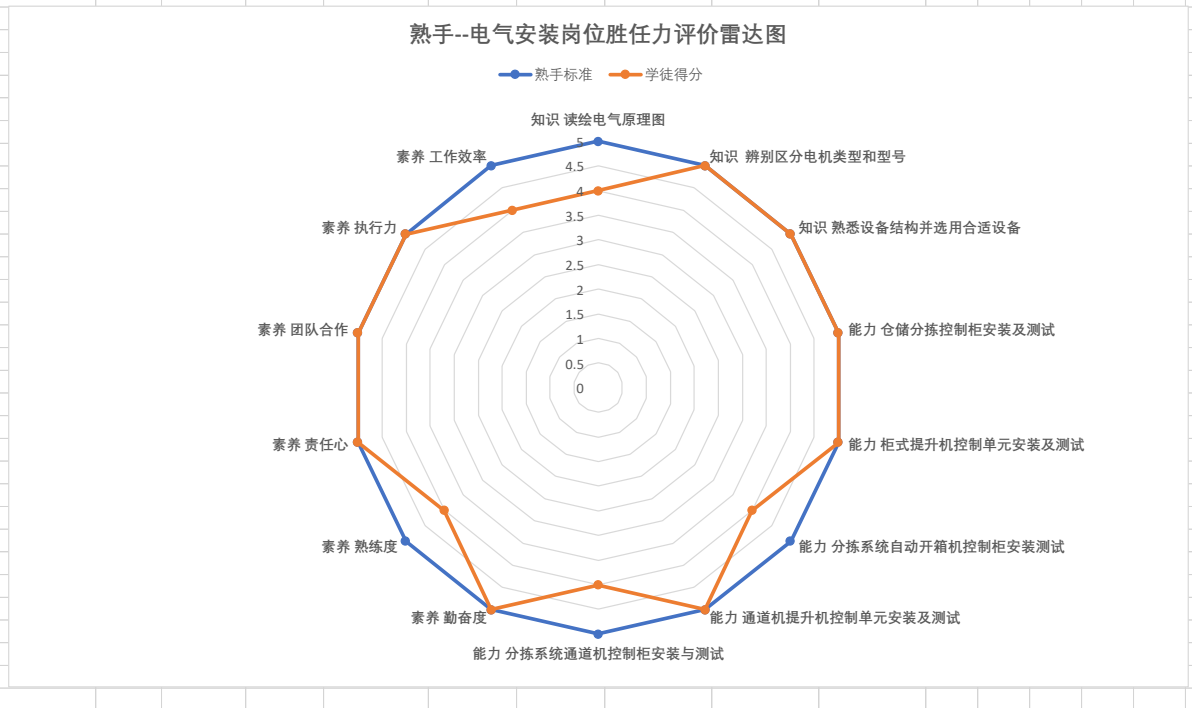 熟手--电气安装岗位胜任力评价雷达图
熟手标准 学徒得分
知识 读绘电气原理图
素养 工作效率
知识 辨别区分电机类型和型号
素养 执行力
知识 熟悉设备结构并选用合适设备
素养 团队合作
能力 仓储分拣控制柜安装及测试
素养 责任心
能力 柜式提升机控制单元安装及测试
素养 熟练度
能力 分拣系统自动开箱机控制柜安装测试
素养 勤奋度
能力 通道机提升机控制单元安装及测试
能力 分拣系统通道机控制柜安装与测试
5
4.5
4
3.5
3
2.5
2
1.5
1
0.5
0